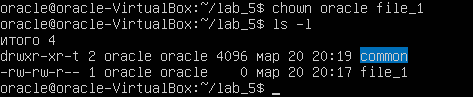 oracle@oracle-VirtualBox:~/lab_5$ chown oracle file_1
oracle@oracle-VirtualBox:~/lab_5$ ls -l
итого 4
drwxr-xr-t 2 oracle oracle 4096 мар 20 20:19 common
-rw-rw-r-- 1 oracle oracle    0 мар 20 20:17 file_1
oracle@oracle-VirtualBox:~/lab_5$ _